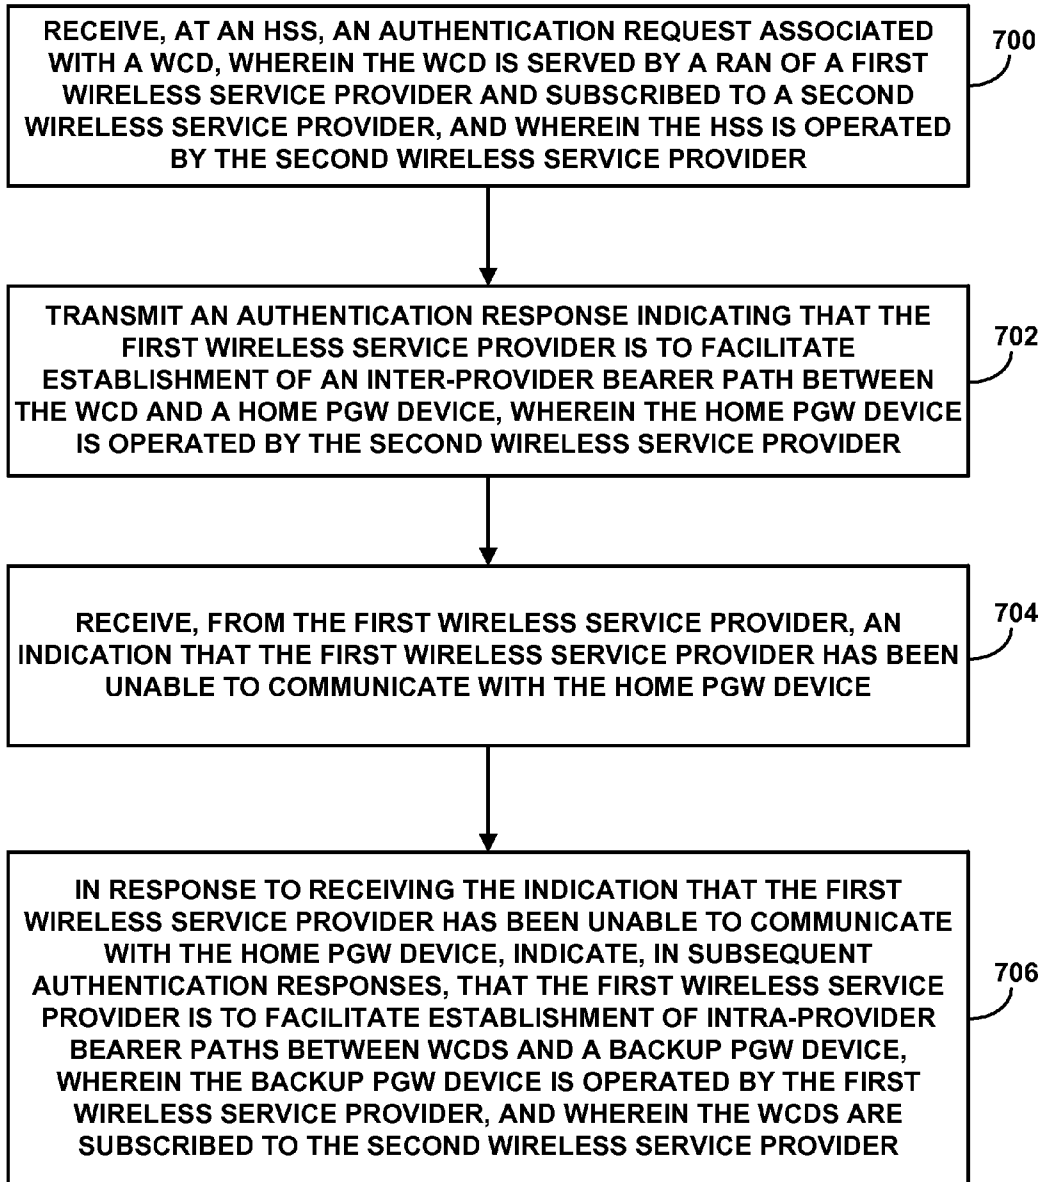 RECEIVE, AT AN HSS, AN AUTHENTICATION REQUEST ASSOCIATED
WITH A WCD, WHEREIN THE WCD IS SERVED BY A RAN OF A FIRST
WIRELESS SERVICE PROVIDER AND SUBSCRIBED TO A SECOND
WIRELESS SERVICE PROVIDER, AND WHEREIN THE HSS IS OPERATED
BY THE SECOND WIRELESS SERVICE PROVIDER
700
TRANSMIT AN AUTHENTICATION RESPONSE INDICATING THAT THE
FIRST WIRELESS SERVICE PROVIDER IS TO FACILITATE
ESTABLISHMENT OF AN INTER-PROVIDER BEARER PATH BETWEEN
THE WCD AND A HOME PGW DEVICE, WHEREIN THE HOME PGW DEVICE
IS OPERATED BY THE SECOND WIRELESS SERVICE PROVIDER
702
RECEIVE, FROM THE FIRST WIRELESS SERVICE PROVIDER, AN
INDICATION THAT THE FIRST WIRELESS SERVICE PROVIDER HAS BEEN
UNABLE TO COMMUNICATE WITH THE HOME PGW DEVICE
704
IN RESPONSE TO RECEIVING THE INDICATION THAT THE FIRST
WIRELESS SERVICE PROVIDER HAS BEEN UNABLE TO COMMUNICATE
WITH THE HOME PGW DEVICE, INDICATE, IN SUBSEQUENT
AUTHENTICATION RESPONSES, THAT THE FIRST WIRELESS SERVICE
PROVIDER IS TO FACILITATE ESTABLISHMENT OF INTRA-PROVIDER
BEARER PATHS BETWEEN WCDS AND A BACKUP PGW DEVICE,
WHEREIN THE BACKUP PGW DEVICE IS OPERATED BY THE FIRST
WIRELESS SERVICE PROVIDER, AND WHEREIN THE WCDS ARE
SUBSCRIBED TO THE SECOND WIRELESS SERVICE PROVIDER
706